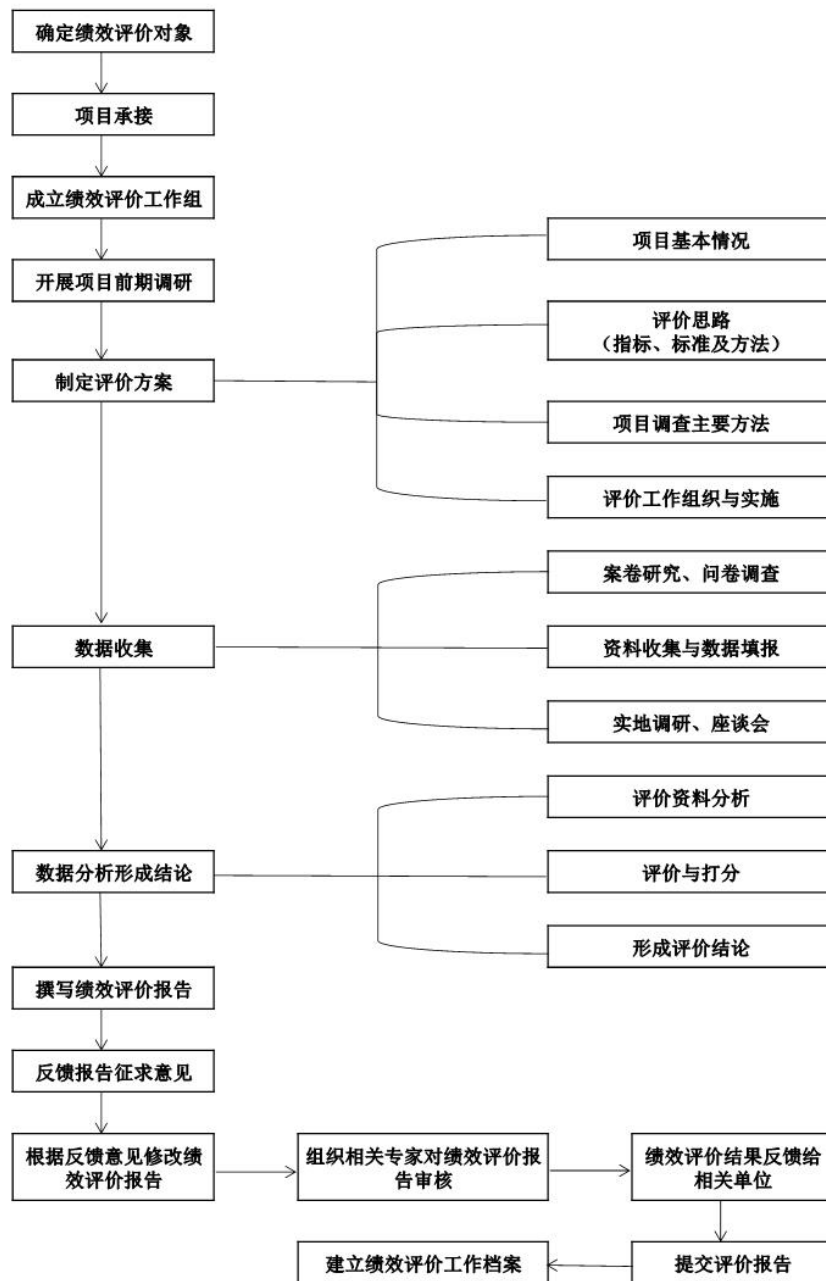 确定绩效评价对象
项目承接
成立绩效评价工作组
开展项目前期调研
制定评价方案
项目基本情况
评价思路
（指标、标准及方法）
项目调查主要方法
评价工作组织与实施
数据收集
案卷研究、问卷调查
资料收集与数据填报
实地调研、座谈会
数据分析形成结论
评价资料分析
评价与打分
形成评价结论
撰写绩效评价报告
反馈报告征求意见
根据反馈意见修改绩
效评价报告
组织相关专家对绩效评价报
告审核
绩效评价结果反馈给
相关单位
提交评价报告
建立绩效评价工作档案